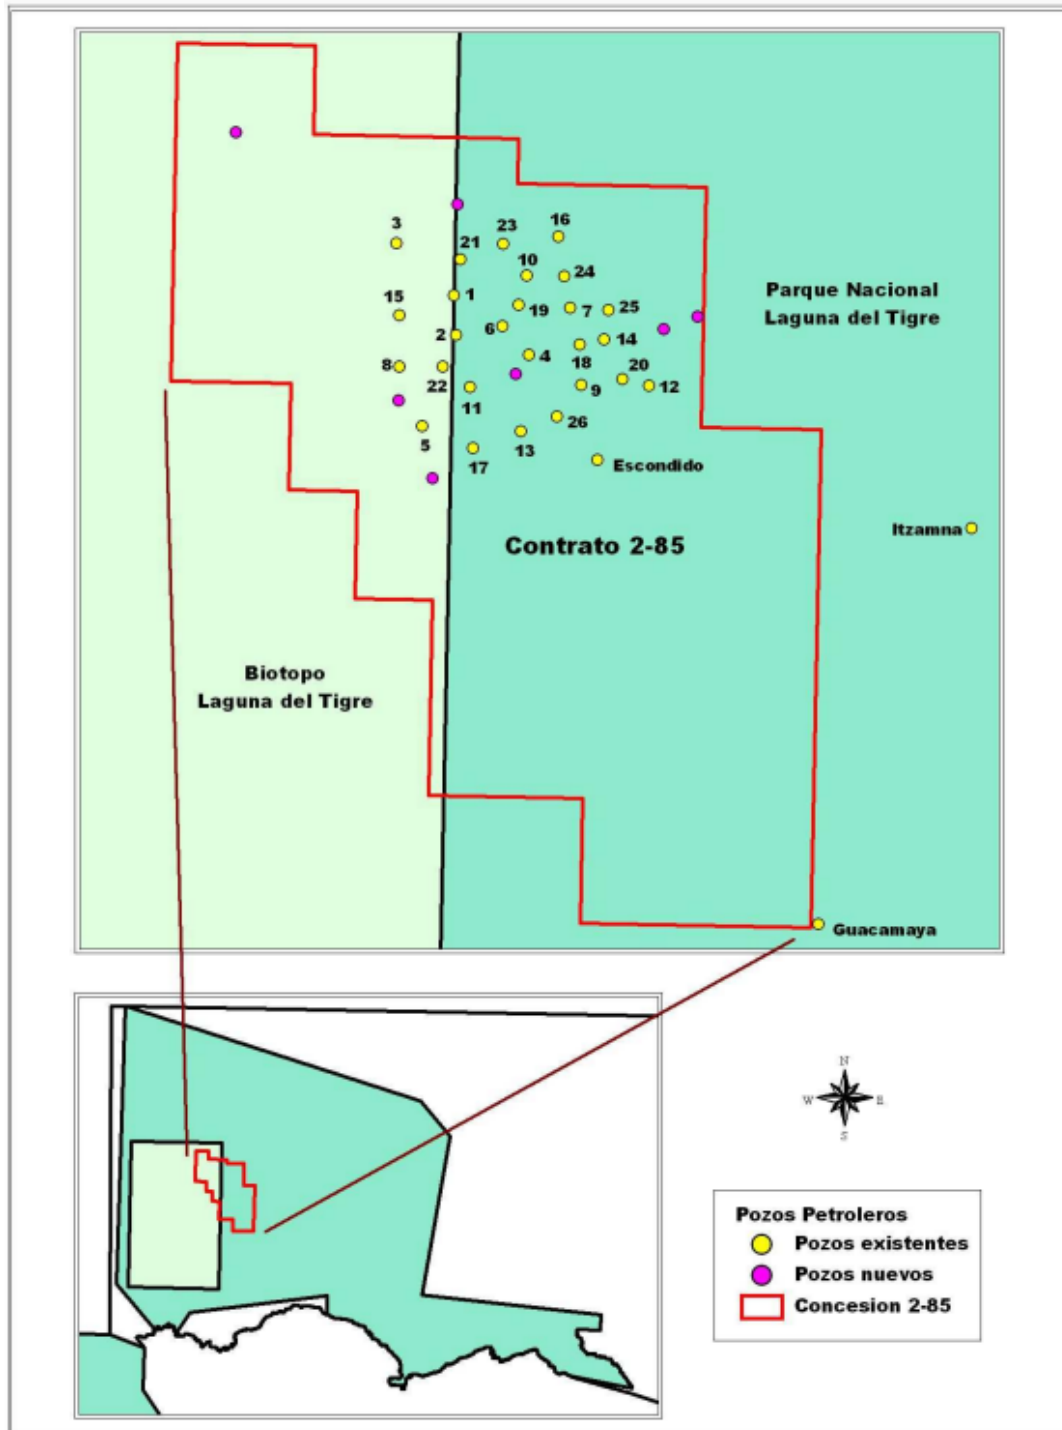 3
23
16
21
10
24
Parque Nacional
Laguna del Tigre
15
1
19
7
25
2
6
14
4
18
8
20
22
9
12
11
26
5
13
17
Escondido
Itzamna
Contrato 2-85
Biotopo
Laguna del Tigre
Guacamaya
N
W
E
S
Pozos Petroleros
Pozos existentes
Pozos nuevos
Concesion 2-85